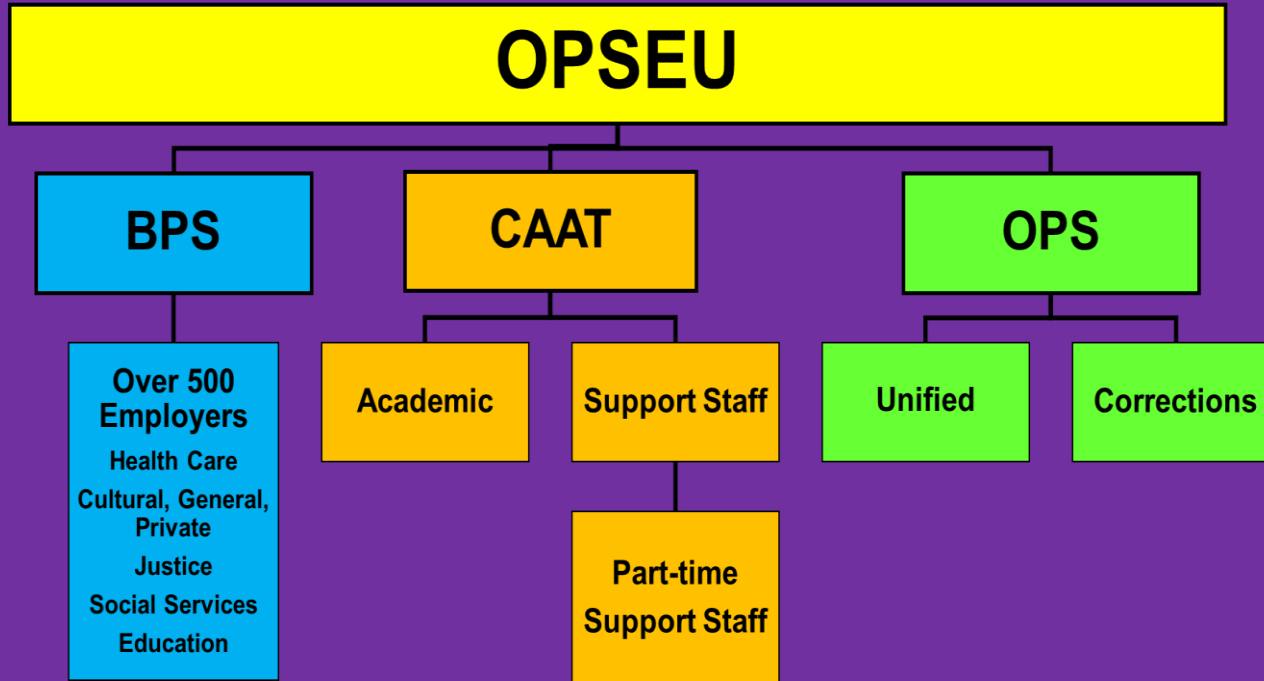 OPSEU
BPS
CAAT
OPS
Over 500
Employers
Health Care
Cultural, General,
Private
Justice
Social Services
Education
Academic
Support Staff
Part-time
Support Staff
Unified
Corrections